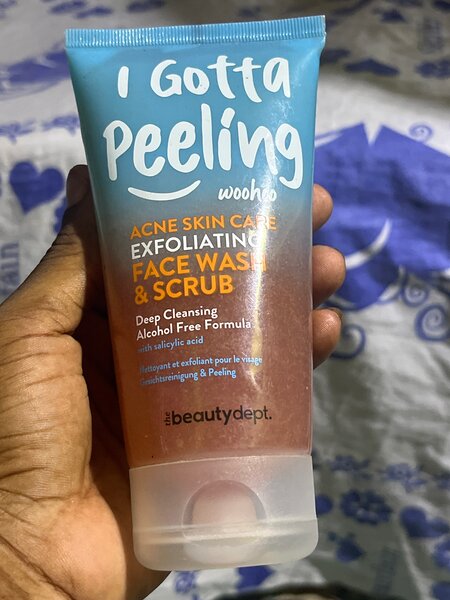 I Gotta
Peeling
woohoo
ACNE SKIN CARE
EXFOLIATING
FACE WASH
& SCRUB
Deep Cleansing
Alcohol Free Formula
with salicylic acid
Nettoyant et exfoliant pour le visage
Gesichtsreinigung & Peeling
the beautydept.